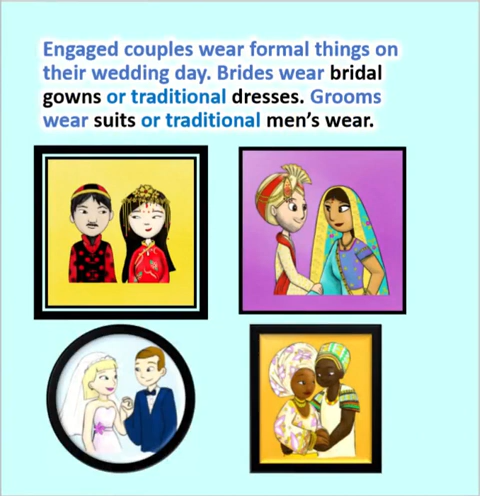 Engaged couples wear formal things on
their wedding day. Brides wear bridal
gowns or traditional dresses. Grooms
wear suits or traditional men’s wear.